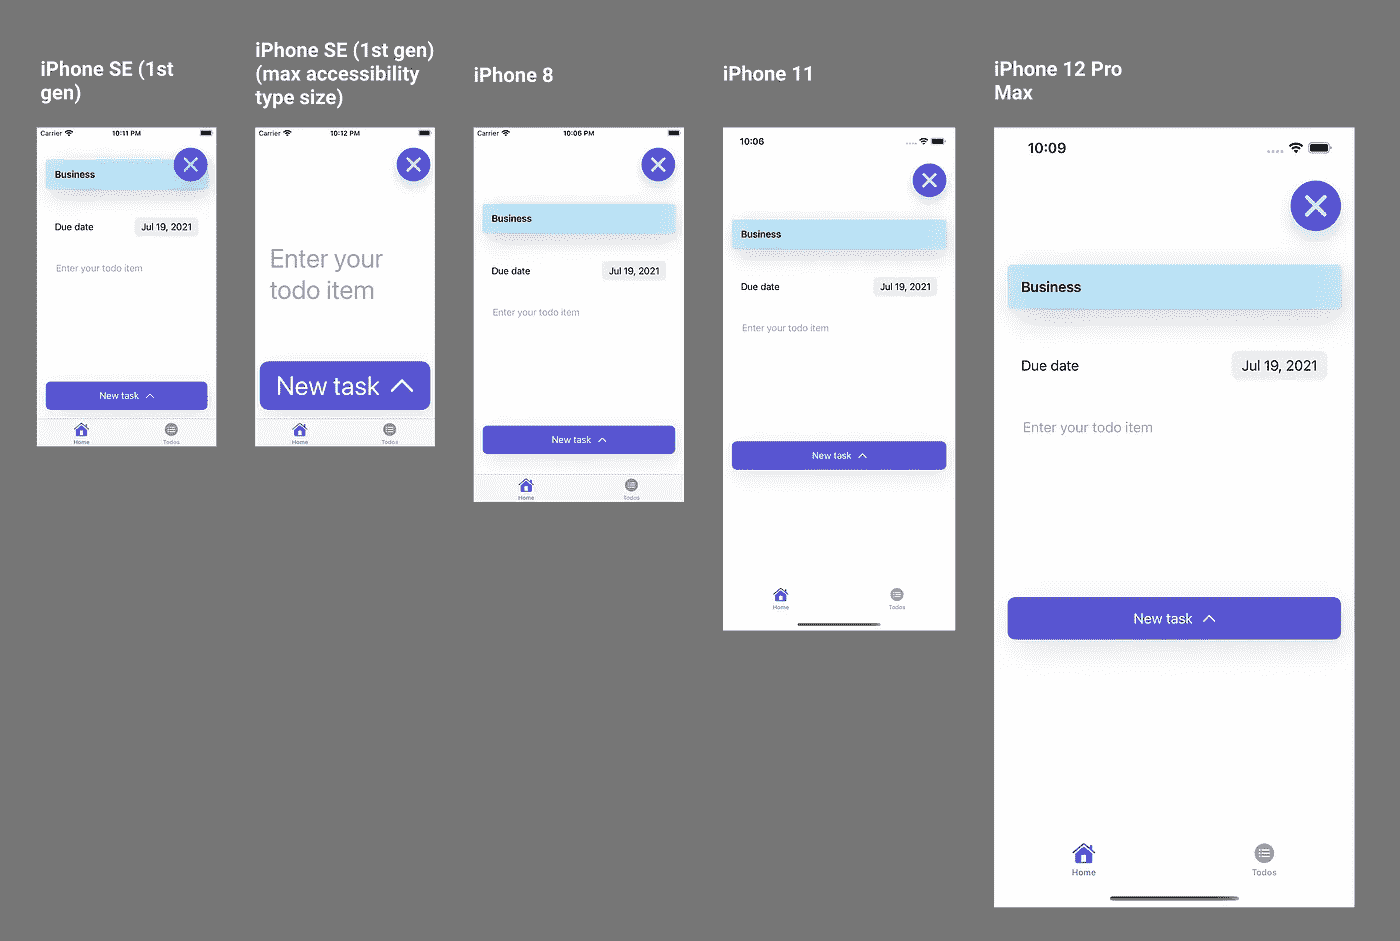 iPhone SE (1st
gen)
Carrier 10:11 PM
Business
Due date Jul 19, 2021
Enter your todo item
New task
Home Todos
iPhone SE (1st gen)
(max accessibility
type size)
Carrier 10:12 PM
Enter your
todo item
New task
Home Todos
iPhone 8
Carrier 10:06 PM
Business
Due date Jul 19, 2021
Enter your todo item
New task
Home Todos
iPhone 11
10:06
Business
Due date Jul 19, 2021
Enter your todo item
New task
Home Todos
iPhone 12 Pro
Max
10:09
Business
Due date Jul 19, 2021
Enter your todo item
New task
Home Todos